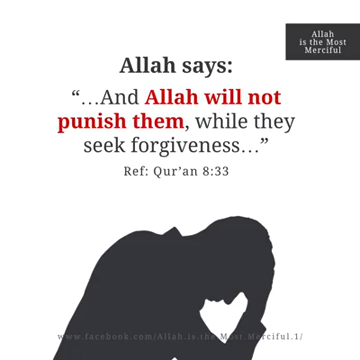 Allah
is the Most
Merciful
Allah says:
“…And Allah will not
punish them, while they
seek forgiveness…”
Ref: Qur’an 8:33
www.facebook.com/Allah.is.the.Most.Merciful.1/